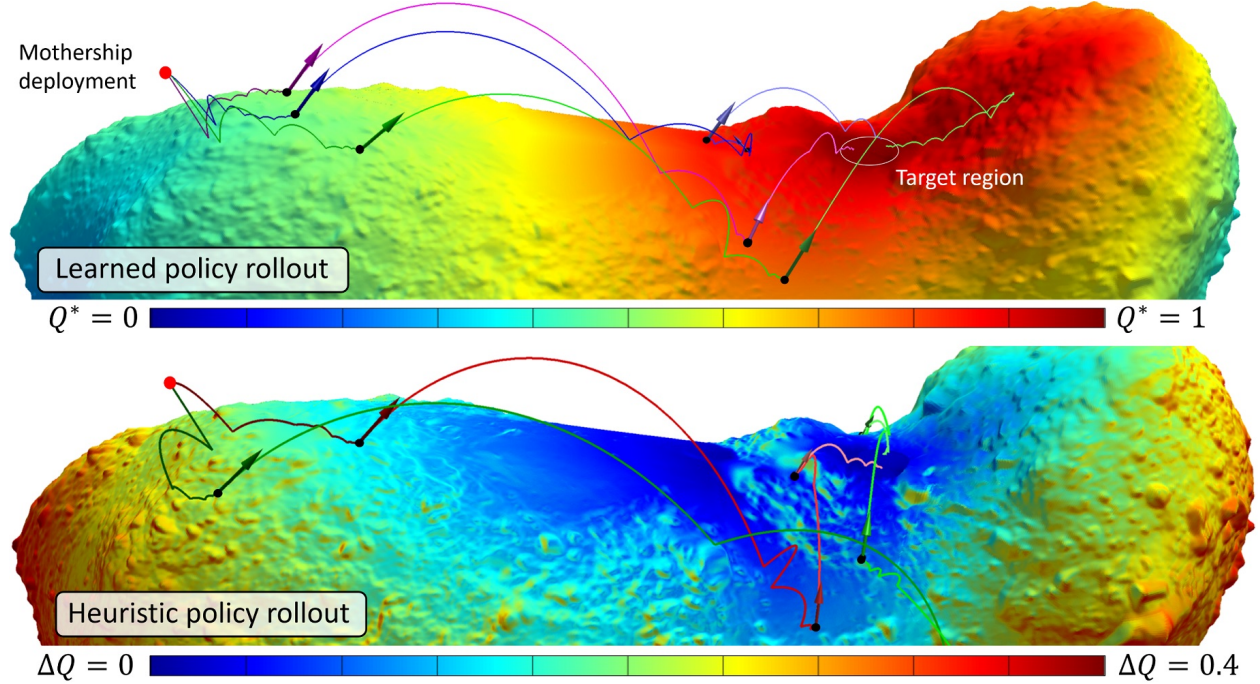 Mothership
deployment
Target region
Learned policy rollout
Q* = 0
Q* = 1
Heuristic policy rollout
ΔQ = 0
ΔQ = 0.4